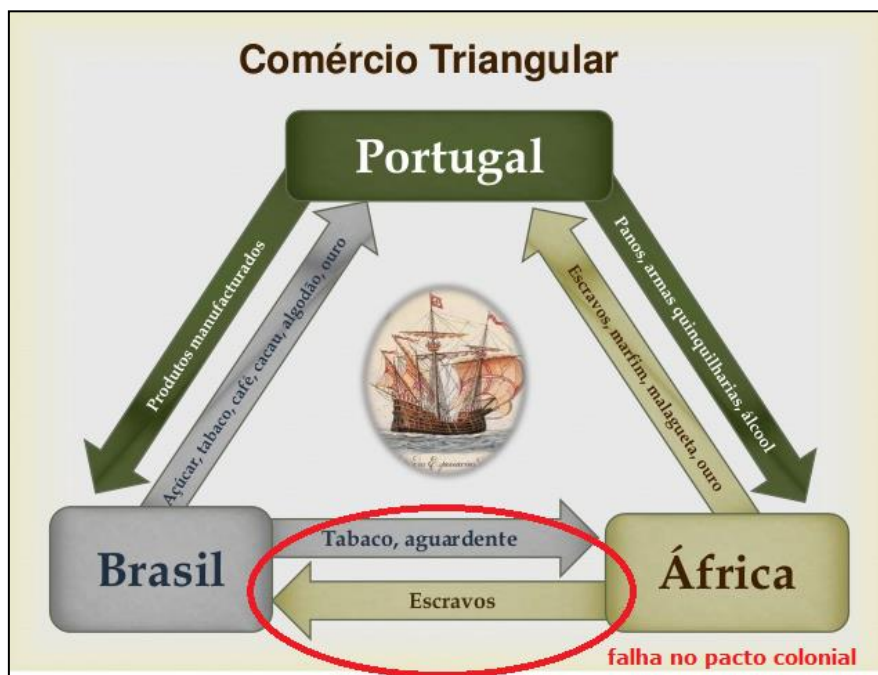 Comércio Triangular
Portugal
Produtos manufacturados
Açúcar, tabaco, café, cacau, algodão, ouro
Escravos, marfim, malagueta, ouro
Panos, armas quinquilharias, álcool
Brasil
Tabaco, aguardente
Escravos
África
falha no pacto colonial